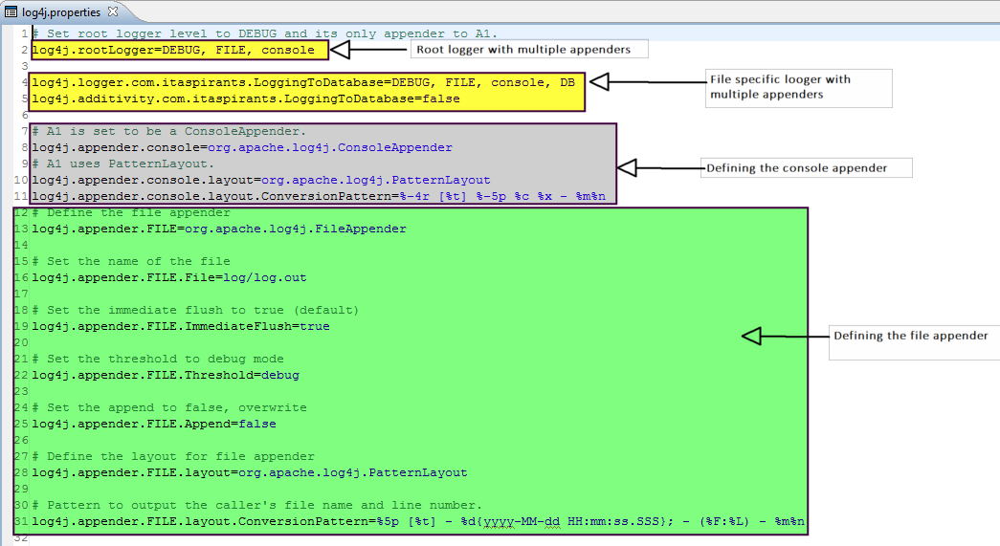 log4j.properties
1 # Set root logger level to DEBUG and its only appender to A1.
2 log4j.rootLogger=DEBUG, FILE, console
Root logger with multiple appenders
3
4 log4j.logger.com.itaspirants.LoggingToDatabase=DEBUG, FILE, console, DB
5 log4j.additivity.com.itaspirants.LoggingToDatabase=false
File specific looger with
multiple appenders
6
7 # A1 is set to be a ConsoleAppender.
8 log4j.appender.console=org.apache.log4j.ConsoleAppender
9 # A1 uses PatternLayout.
10 log4j.appender.console.layout=org.apache.log4j.PatternLayout
11 log4j.appender.console.layout.ConversionPattern=%-4r [%t] %-5p %c %x - %m%n
Defining the console appender
12 # Define the file appender
13 log4j.appender.FILE=org.apache.log4j.FileAppender
14
15 # Set the name of the file
16 log4j.appender.FILE.File=log/log.out
17
18 # Set the immediate flush to true (default)
19 log4j.appender.FILE.ImmediateFlush=true
20
21 # Set the threshold to debug mode
22 log4j.appender.FILE.Threshold=debug
23
24 # Set the append to false, overwrite
25 log4j.appender.FILE.Append=false
26
27 # Define the layout for file appender
28 log4j.appender.FILE.layout=org.apache.log4j.PatternLayout
29
30 # Pattern to output the caller's file name and line number.
31 log4j.appender.FILE.layout.ConversionPattern=%5p [%t] - %d{yyyy-MM-dd HH:mm:ss.SSS}; - (%F:%L) - %m%n
32
Defining the file appender